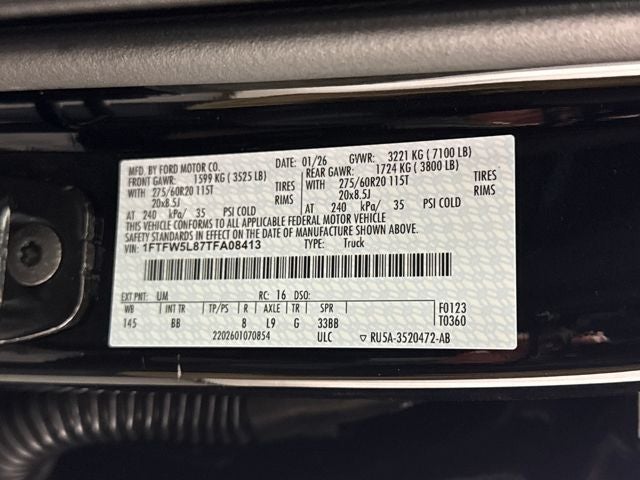 MFD. BY FORD MOTOR CO.
DATE: 01/26 GVWR: 3221 KG ( 7100 LB)
FRONT GAWR: 1599 KG ( 3525 LB)
REAR GAWR: 1724 KG ( 3800 LB)
WITH 275/60R20 115T TIRES
WITH 275/60R20 115T TIRES
20x8.5J RIMS
20x8.5J RIMS
AT 240 kPa/ 35 PSI COLD
AT 240 kPa/ 35 PSI COLD
THIS VEHICLE CONFORMS TO ALL APPLICABLE FEDERAL MOTOR VEHICLE
SAFETY STANDARDS IN EFFECT ON THE DATE OF MANUFACTURE SHOWN ABOVE
VIN: 1FTFW5L87TFA08413 TYPE: Truck
EXT PNT: UM RC: 16 DSO: F0123
WB INT TR TP/PS R AXLE TR SPR T0360
145 BB 8 L9 G 33BB
2202601070854 ULC RU5A-3520472-AB